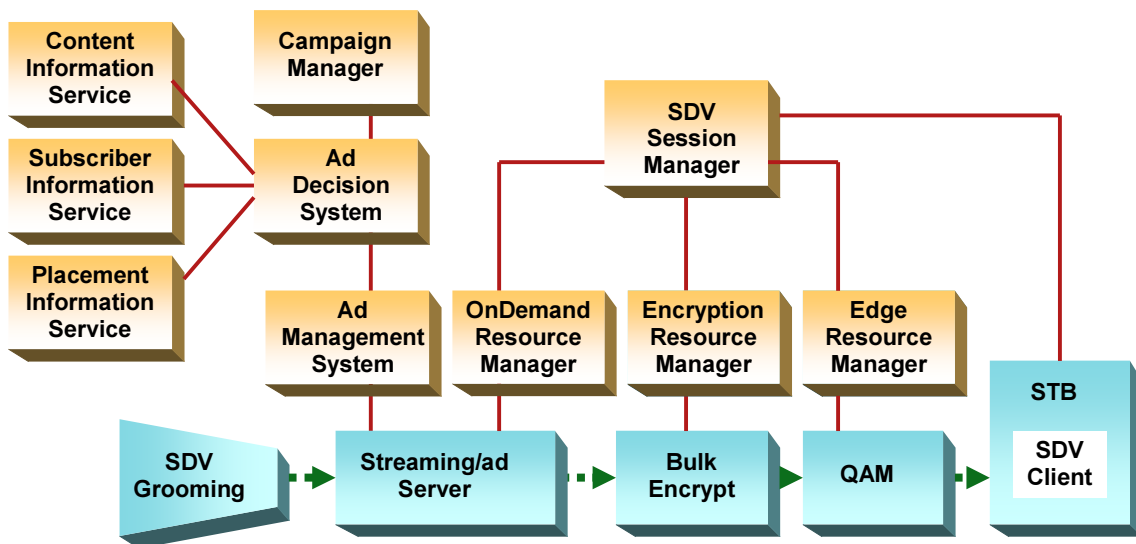 Content
Information
Service
Campaign
Manager
SDV
Session
Manager
Subscriber
Information
Service
Ad
Decision
System
Placement
Information
Service
Ad
Management
System
OnDemand
Resource
Manager
Encryption
Resource
Manager
Edge
Resource
Manager
SDV
Grooming
Streaming/ad
Server
Bulk
Encrypt
QAM
STB
SDV
Client